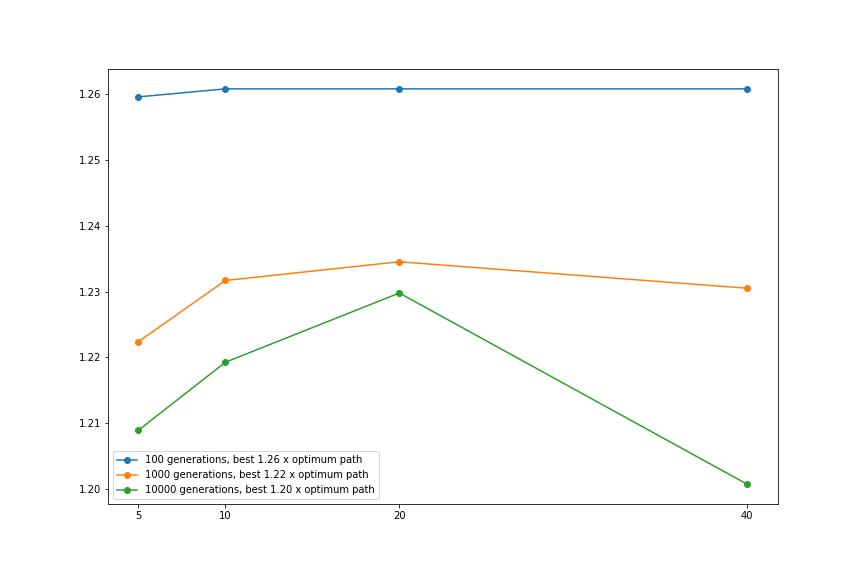 1.26
1.25
1.24
1.23
1.22
1.21
1.20
100 generations, best 1.26 x optimum path
1000 generations, best 1.22 x optimum path
10000 generations, best 1.20 x optimum path
5 10 20 40